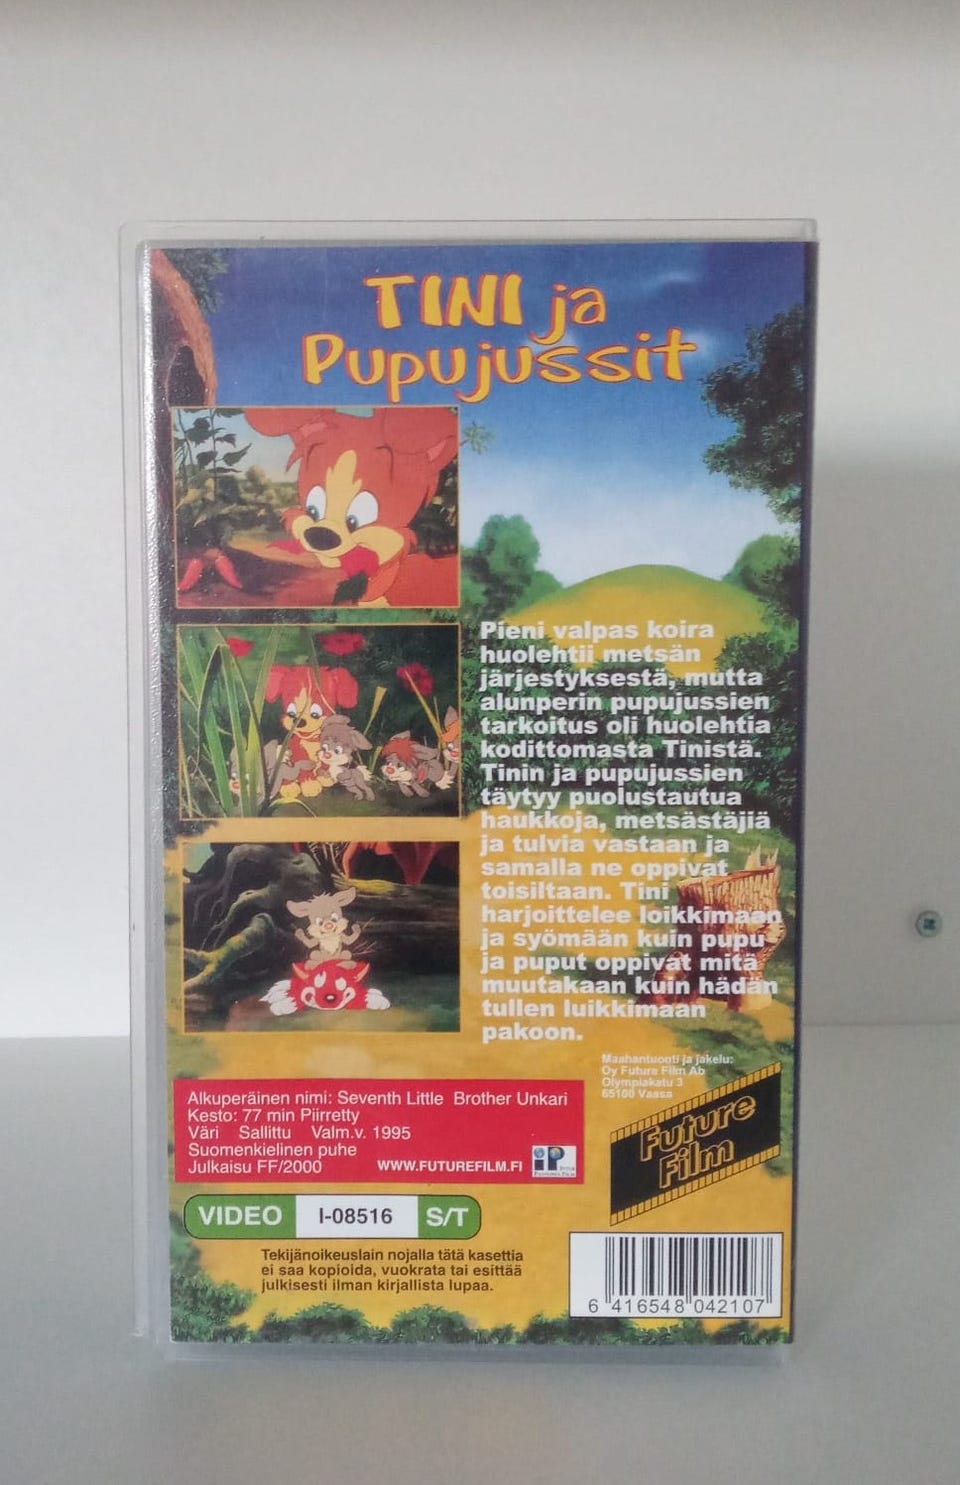 TINI ja
Pupujussit
Pieni valpas koira
huolehtii metsän
järjestyksestä, mutta
alunperin pupujussien
tarkoitus oli huolehtia
kodittomasta Tinistä.
Tinin ja pupujussien
täytyy puolustautua
haukkoja, metsästäjiä
ja tulvia vastaan ja
samalla ne oppivat
toisiltaan. Tini
harjoittelee loikkimaan
ja syömään kuin pupu
ja puput oppivat mitä
muutakaan kuin hädän
tullen luikkimaan
pakoon.
Maahantuonti ja jakelu:
Oy Future Film Ab
Olympiakatu 3
65100 Vaasa
Future
Film
Alkuperäinen nimi: Seventh Little Brother Unkari
Kesto: 77 min Piirretty
Väri Sallittu Valm.v. 1995
Suomenkielinen puhe
Julkaisu FF/2000 WWW.FUTUREFILM.FI
iP
VIDEO I-08516 S/T
Tekijänoikeuslain nojalla tätä kasettia
ei saa kopioida, vuokrata tai esittää
julkisesti ilman kirjallista lupaa.
6 416548 042107